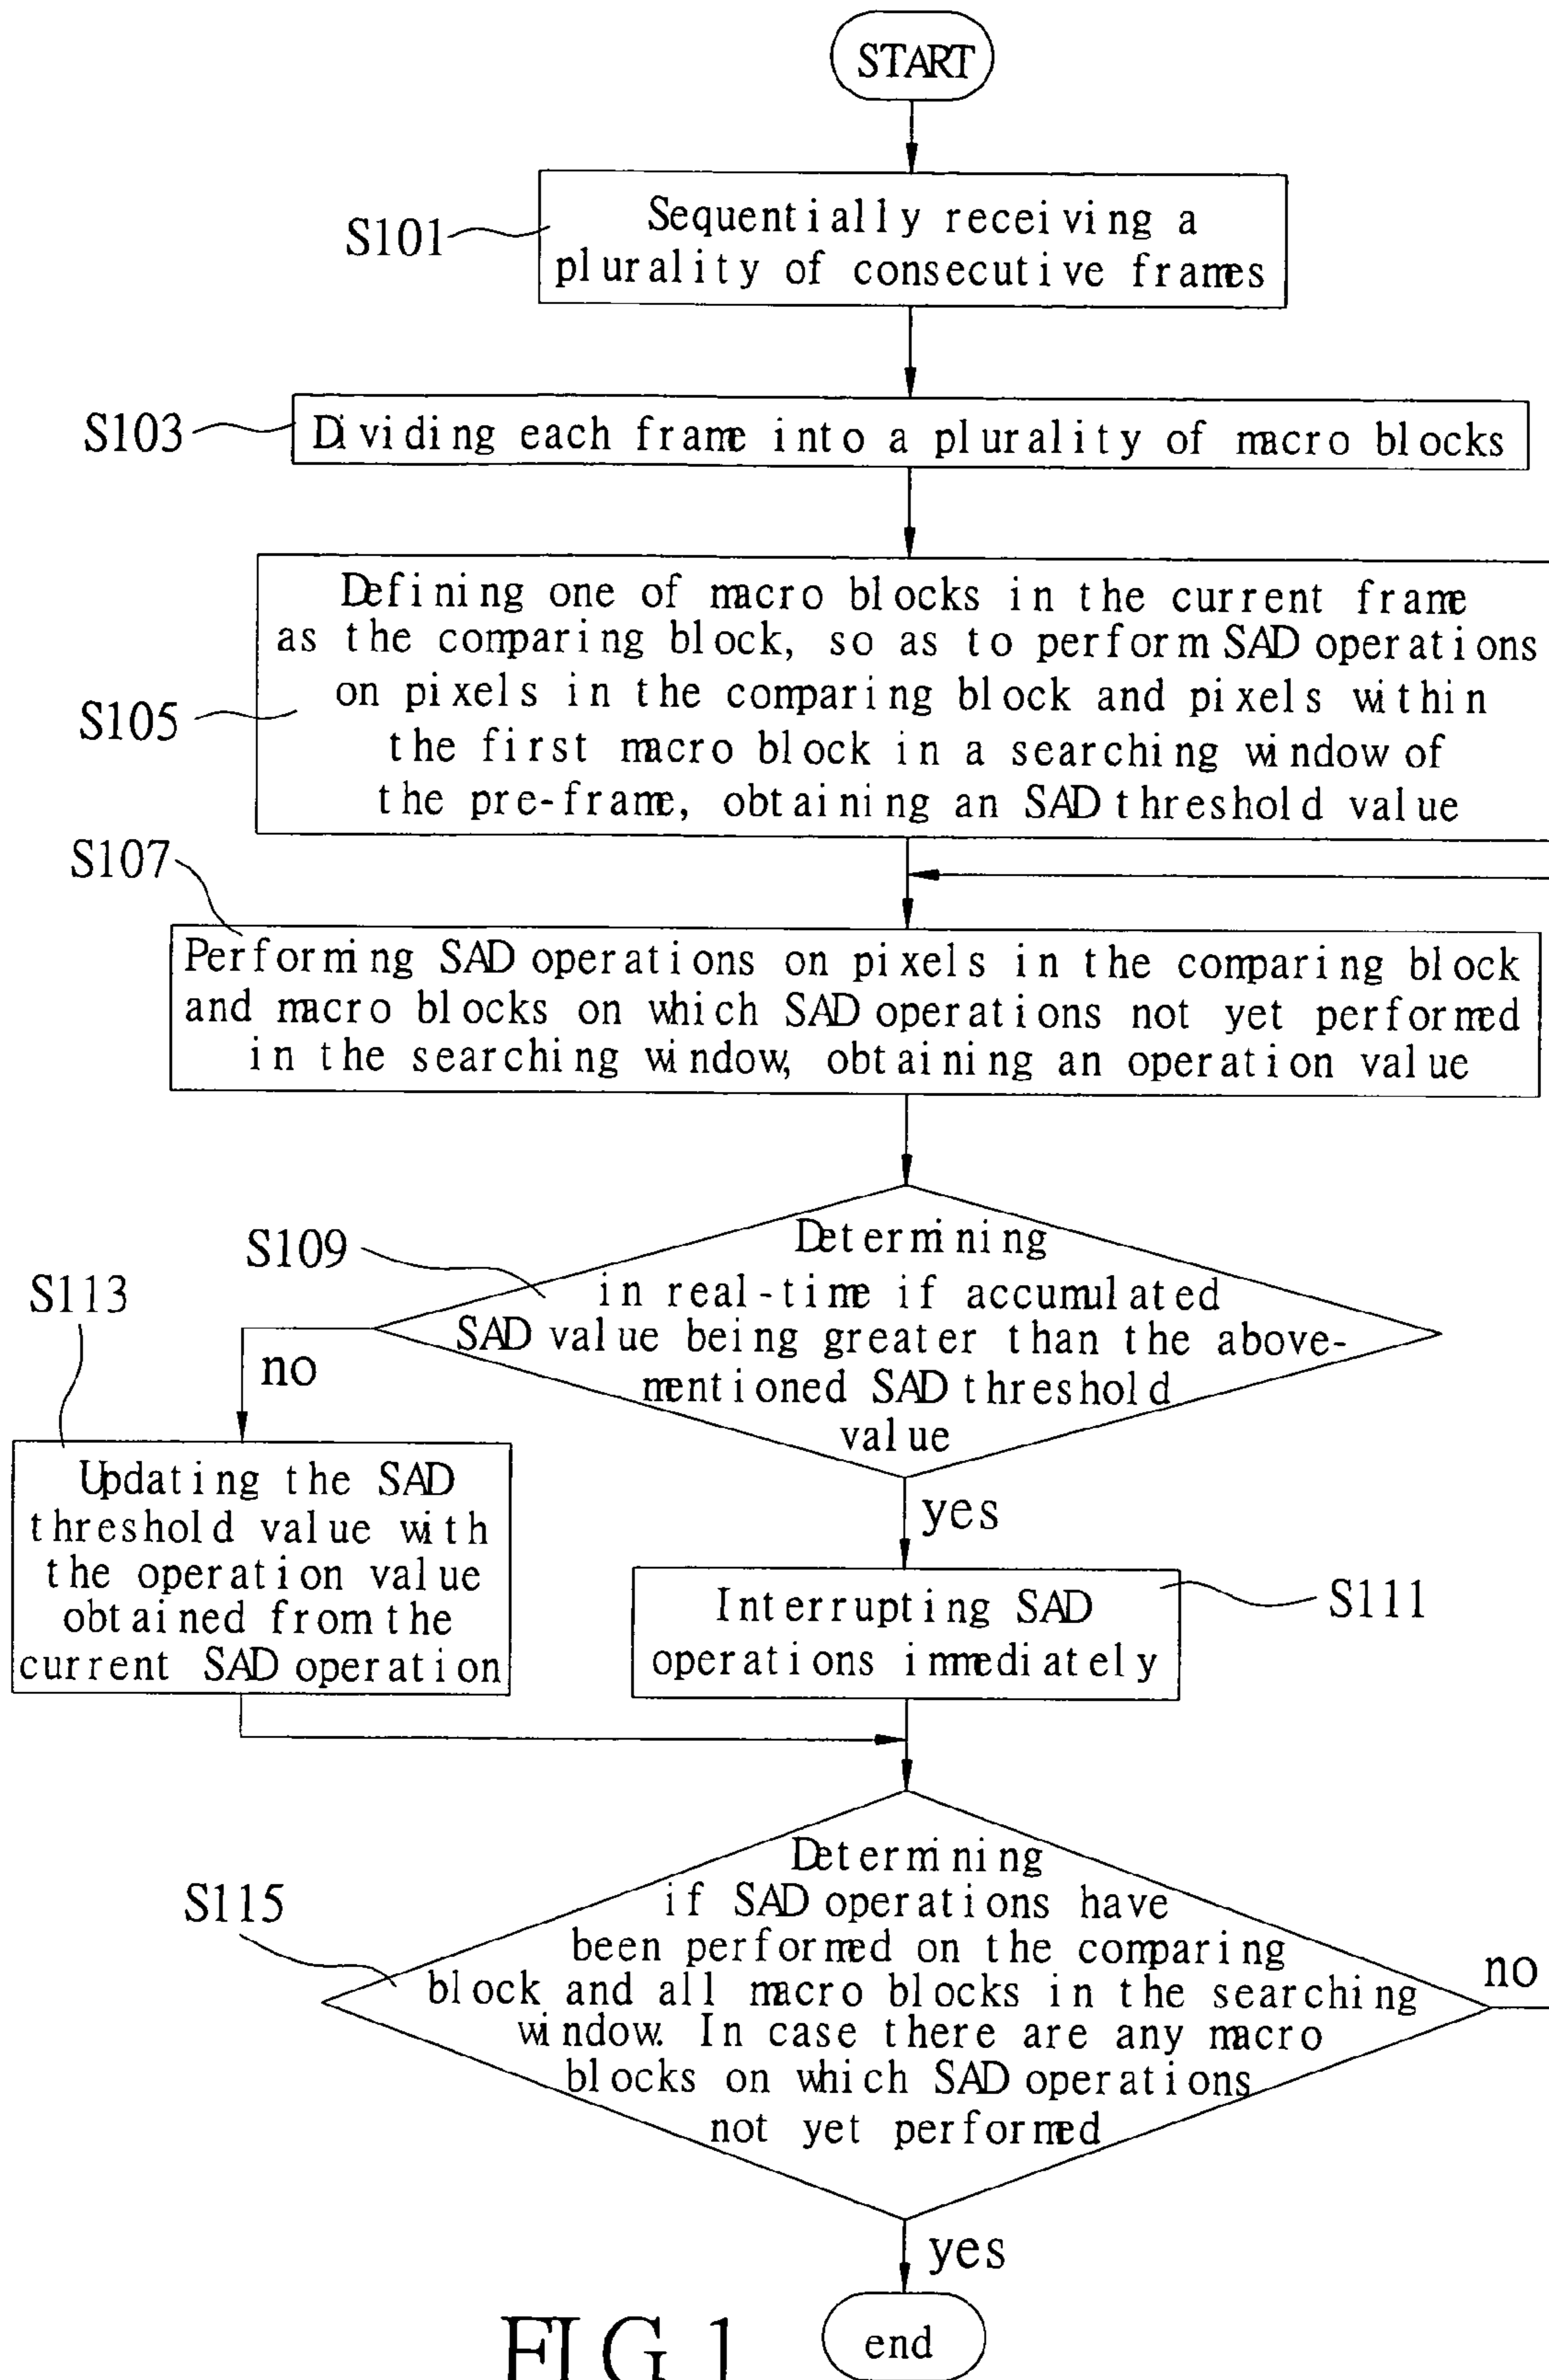 START
S101
Sequentially receiving a
plurality of consecutive frames
S103
Dividing each frame into a plurality of macro blocks
S105
Defining one of macro blocks in the current frame
as the comparing block, so as to perform SAD operations
on pixels in the comparing block and pixels within
the first macro block in a searching window of
the pre-frame, obtaining an SAD threshold value
S107
Performing SAD operations on pixels in the comparing block
and macro blocks on which SAD operations not yet performed
in the searching window, obtaining an operation value
S109
Determining
in real-time if accumulated
SAD value being greater than the above-
mentioned SAD threshold
value
S113
no
yes
Updating the SAD
threshold value with
the operation value
obtained from the
current SAD operation
Interrupting SAD
operations immediately
S111
S115
Determining
if SAD operations have
been performed on the comparing
block and all macro blocks in the searching
window. In case there are any macro
blocks on which SAD operations
not yet performed
no
yes
end
FIG 1